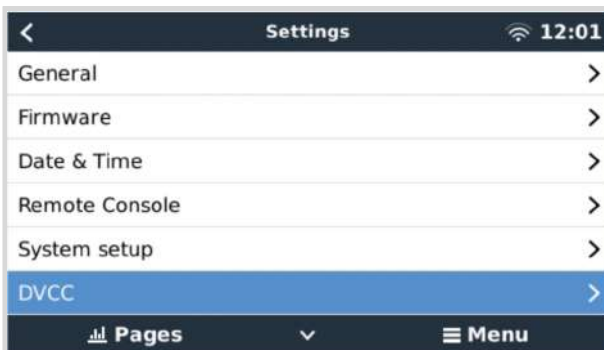 Settings 12:01
General
Firmware
Date & Time
Remote Console
System setup
DVCC
Pages Menu